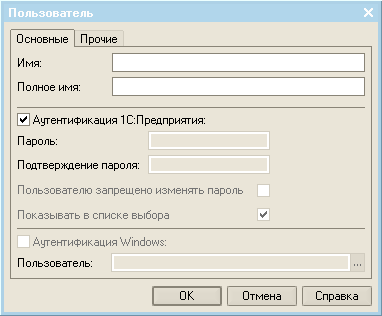 Пользователь
Основные Прочие
Имя:
Полное имя:
Аутентификация 1С:Предприятия:
Пароль:
Подтверждение пароля:
Пользователю запрещено изменять пароль
Показывать в списке выбора
Аутентификация Windows:
Пользователь: ...
OK Отмена Справка